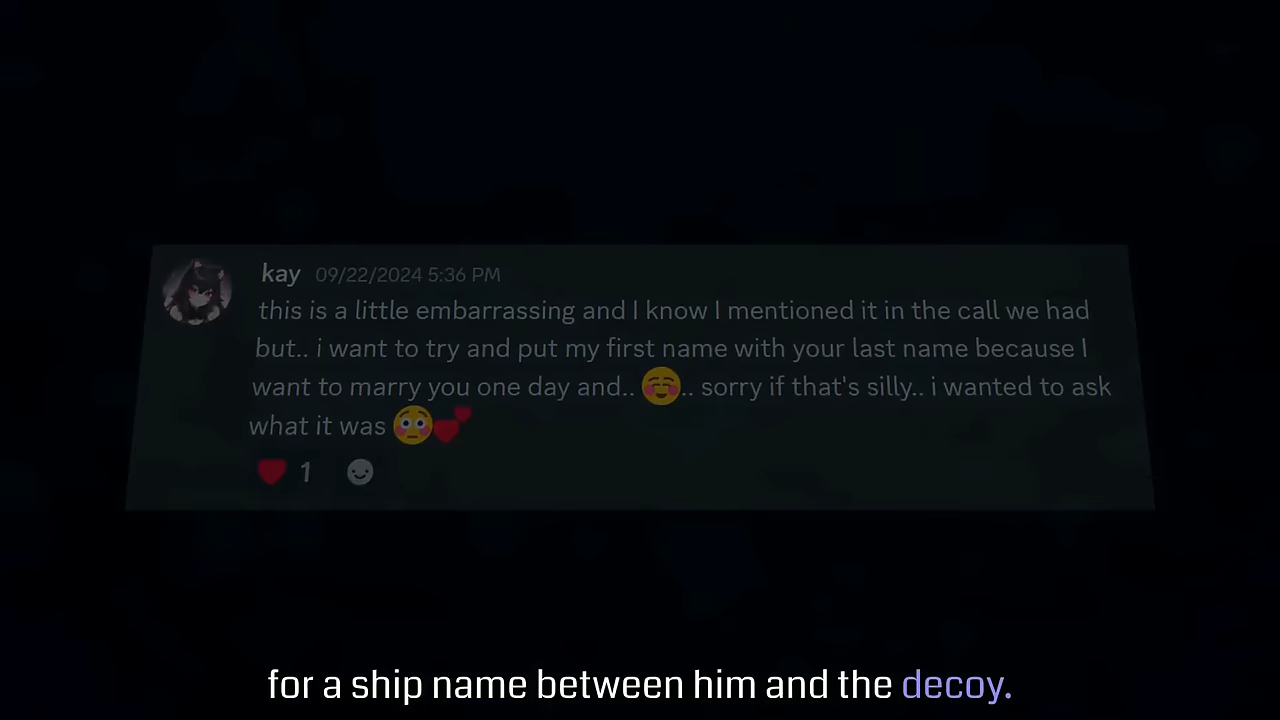 kay 09/22/2024 5:36 PM
this is a little embarrassing and I know I mentioned it in the call we had
but.. i want to try and put my first name with your last name because I
want to marry you one day and.. ☺️.. sorry if that's silly.. i wanted to ask
what it was 😳💕
❤️ 1
for a ship name between him and the decoy.